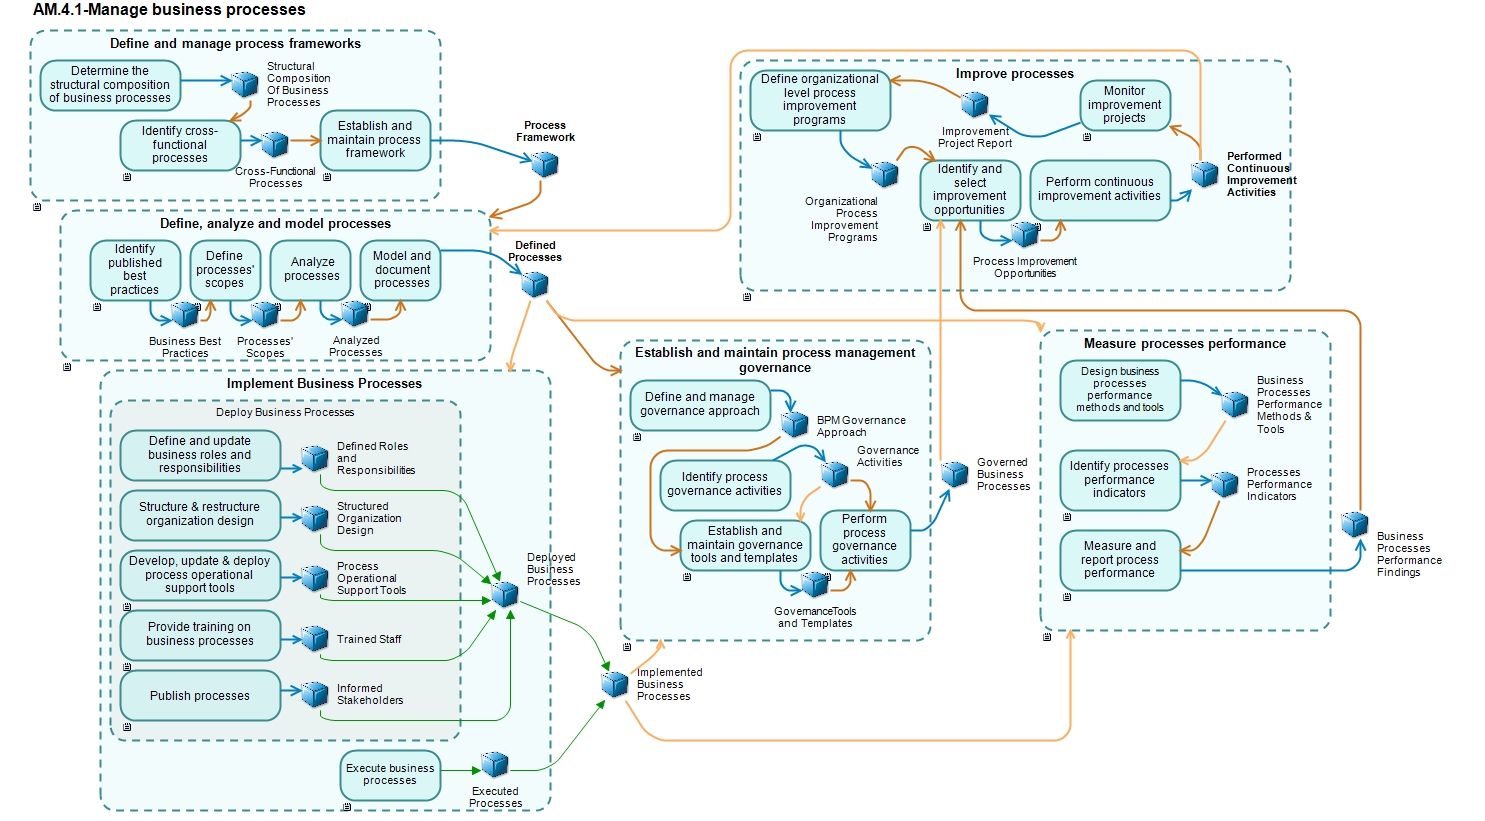 AM.4.1-Manage business processes
Define and manage process frameworks
Determine the
structural composition
of business processes
Structural
Composition
Of Business
Processes
Identify cross-
functional
processes
Cross-Functional
Processes
Establish and
maintain process
framework
Process
Framework
Define, analyze and model processes
Identify
published
best
practices
Define
processes'
scopes
Analyze
processes
Model and
document
processes
Business Best
Practices
Processes'
Scopes
Analyzed
Processes
Defined
Processes
Improve processes
Define organizational
level process
improvement
programs
Improvement
Project Report
Monitor
improvement
projects
Organizational
Process
Improvement
Programs
Identify and
select
improvement
opportunities
Perform continuous
improvement activities
Performed
Continuous
Improvement
Activities
Process Improvement
Opportunities
Implement Business Processes
Deploy Business Processes
Define and update
business roles and
responsibilities
Defined Roles
and
Responsibilities
Structure & restructure
organization design
Structured
Organization
Design
Develop, update & deploy
process operational
support tools
Process
Operational
Support Tools
Provide training on
business processes
Trained Staff
Publish processes
Informed
Stakeholders
Deployed
Business
Processes
Execute business
processes
Executed
Processes
Implemented
Business
Processes
Establish and maintain process management
governance
Define and manage
governance approach
BPM Governance
Approach
Identify process
governance activities
Governance
Activities
Establish and
maintain governance
tools and templates
Perform
process
governance
activities
GovernanceTools
and Templates
Governed
Business
Processes
Measure processes performance
Design business
processes
performance
methods and tools
Business
Processes
Performance
Methods &
Tools
Identify processes
performance
indicators
Processes
Performance
Indicators
Measure and
report process
performance
Business
Processes
Performance
Findings